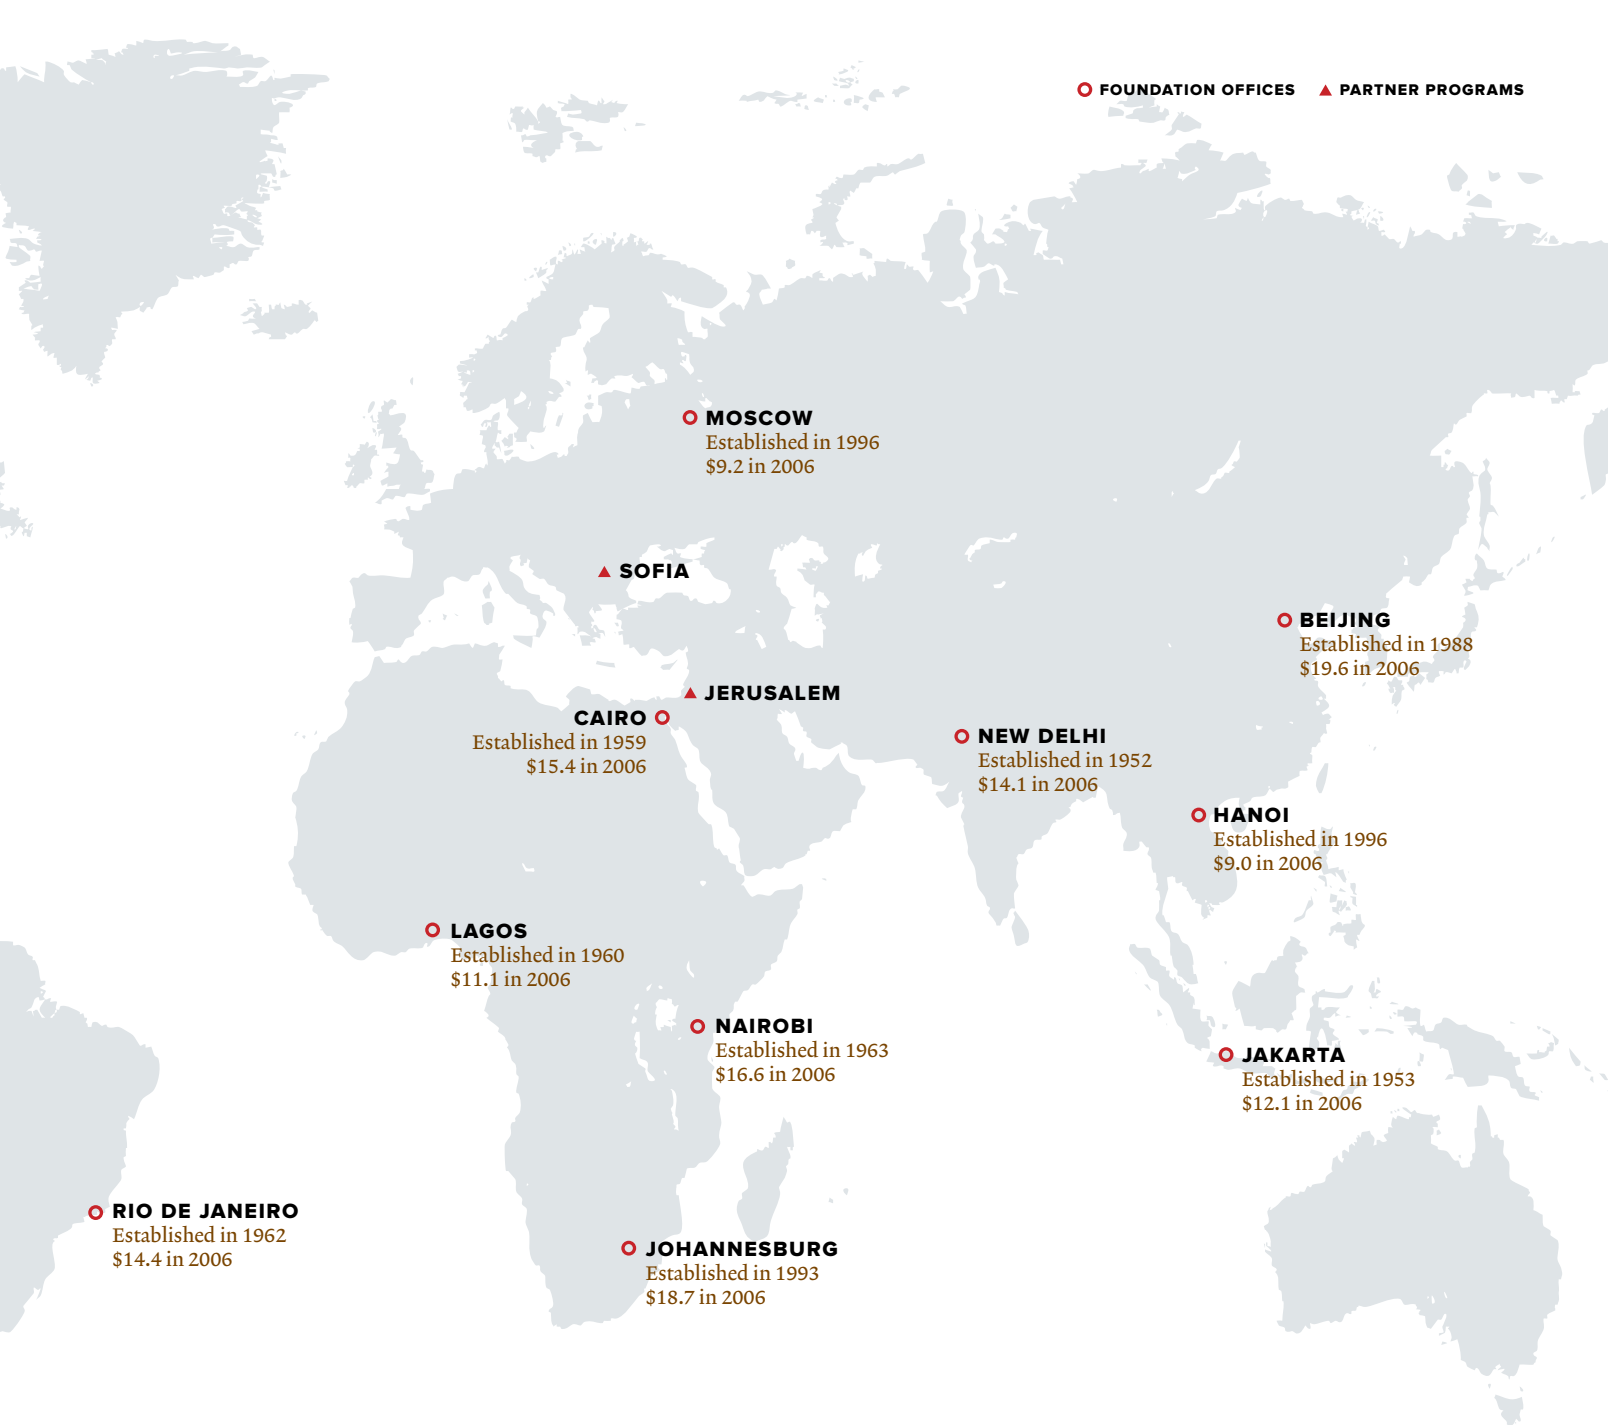 FOUNDATION OFFICES
PARTNER PROGRAMS
MOSCOW
Established in 1996
$9.2 in 2006
SOFIA
BEIJING
Established in 1988
$19.6 in 2006
JERUSALEM
CAIRO
Established in 1959
$15.4 in 2006
NEW DELHI
Established in 1952
$14.1 in 2006
HANOI
Established in 1996
$9.0 in 2006
LAGOS
Established in 1960
$11.1 in 2006
NAIROBI
Established in 1963
$16.6 in 2006
JAKARTA
Established in 1953
$12.1 in 2006
RIO DE JANEIRO
Established in 1962
$14.4 in 2006
JOHANNESBURG
Established in 1993
$18.7 in 2006